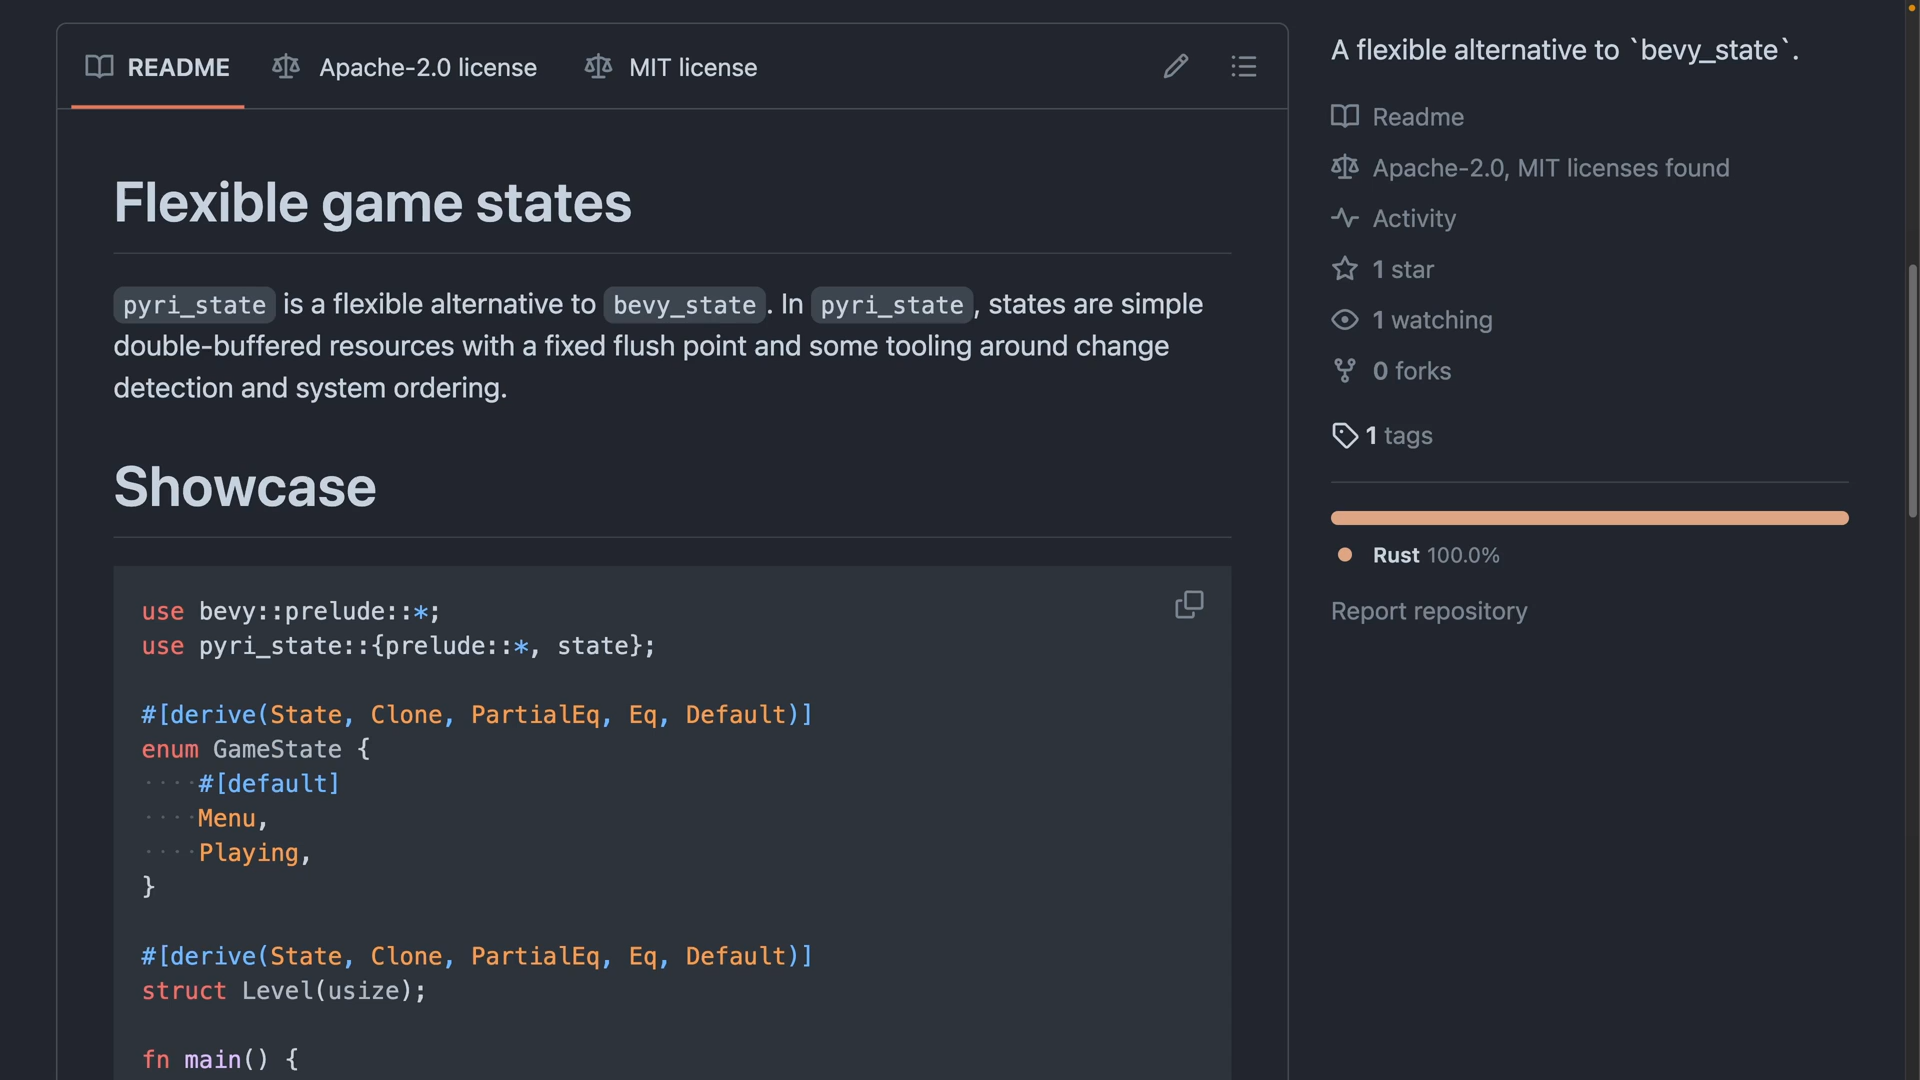 README
Apache-2.0 license
MIT license
Flexible game states
pyri_state is a flexible alternative to bevy_state. In pyri_state, states are simple
double-buffered resources with a fixed flush point and some tooling around change
detection and system ordering.
Showcase
use bevy::prelude::*;
use pyri_state::{prelude::*, state};
#[derive(State, Clone, PartialEq, Eq, Default)]
enum GameState {
····#[default]
····Menu,
····Playing,
}
#[derive(State, Clone, PartialEq, Eq, Default)]
struct Level(usize);
fn main() {
A flexible alternative to `bevy_state`.
Readme
Apache-2.0, MIT licenses found
Activity
1 star
1 watching
0 forks
1 tags
Rust 100.0%
Report repository